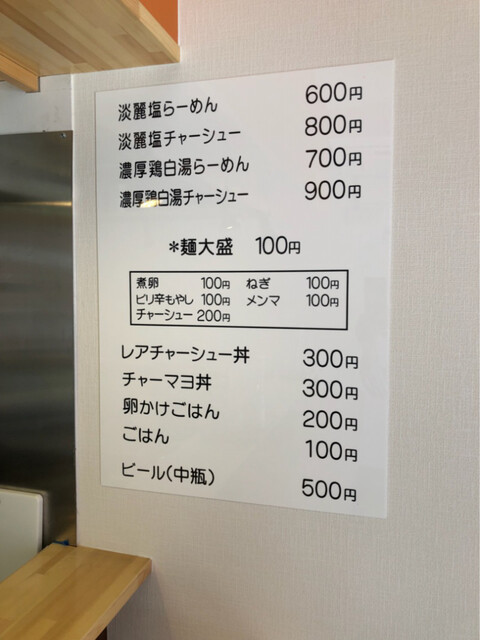 淡麗塩らーめん 600円
淡麗塩チャーシュー 800円
濃厚鶏白湯らーめん 700円
濃厚鶏白湯チャーシュー 900円
*麺大盛 100円
煮卵 100円 ねぎ 100円
ピリ辛もやし 100円 メンマ 100円
チャーシュー 200円
レアチャーシュー丼 300円
チャーマヨ丼 300円
卵かけごはん 200円
ごはん 100円
ビール(中瓶) 500円